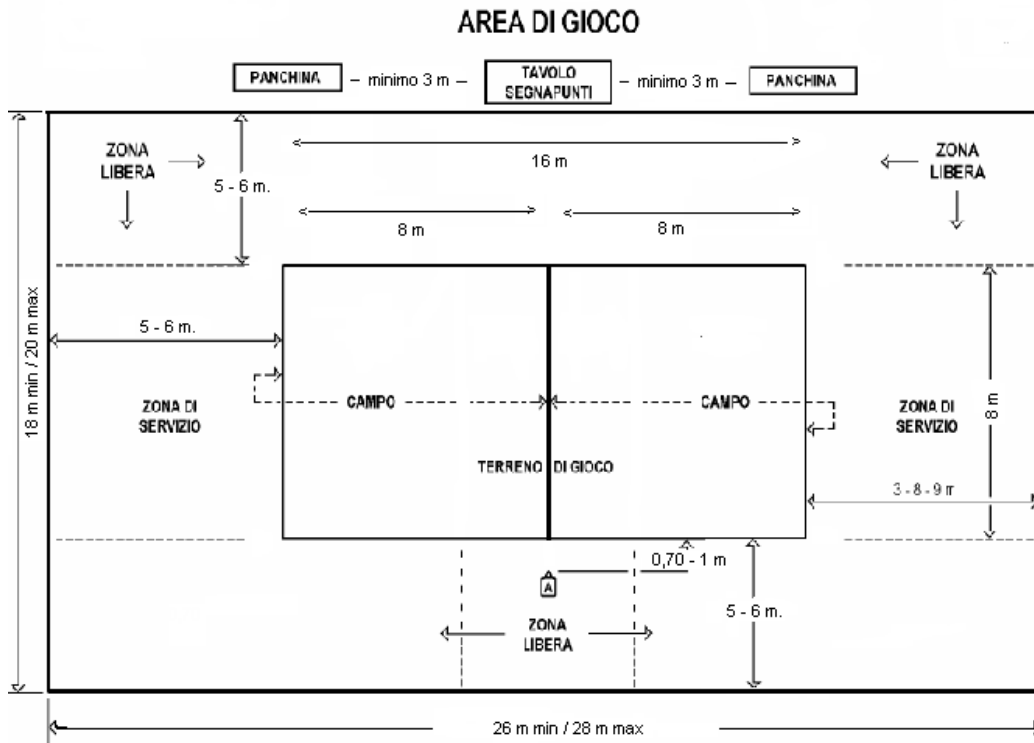 AREA DI GIOCO
PANCHINA
– minimo 3 m –
TAVOLO
SEGNAPUNTI
– minimo 3 m –
PANCHINA
ZONA
LIBERA
16 m
ZONA
LIBERA
5 - 6 m.
8 m
8 m
5 - 6 m.
18 m min / 20 m max
CAMPO
CAMPO
8 m
ZONA DI
SERVIZIO
ZONA DI
SERVIZIO
TERRENO DI GIOCO
3 - 8 - 9 m
0,70 - 1 m
A
5 - 6 m.
ZONA
LIBERA
26 m min / 28 m max